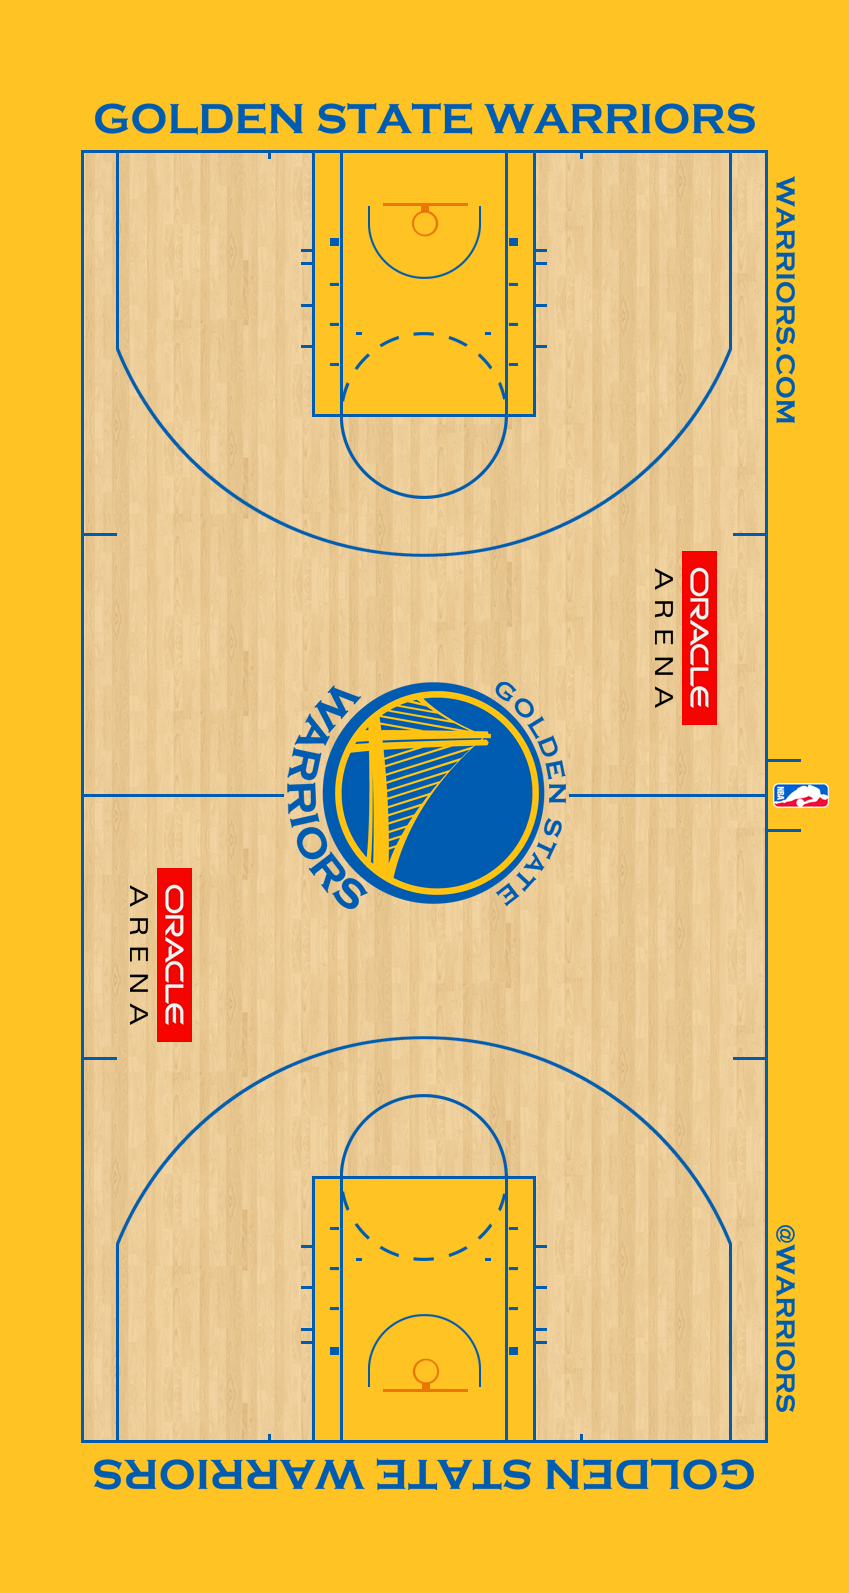 GOLDEN STATE WARRIORS
WARRIORS.COM
ORACLE
ARENA
GOLDEN STATE
WARRIORS
NBA
ORACLE
ARENA
@WARRIORS
GOLDEN STATE WARRIORS